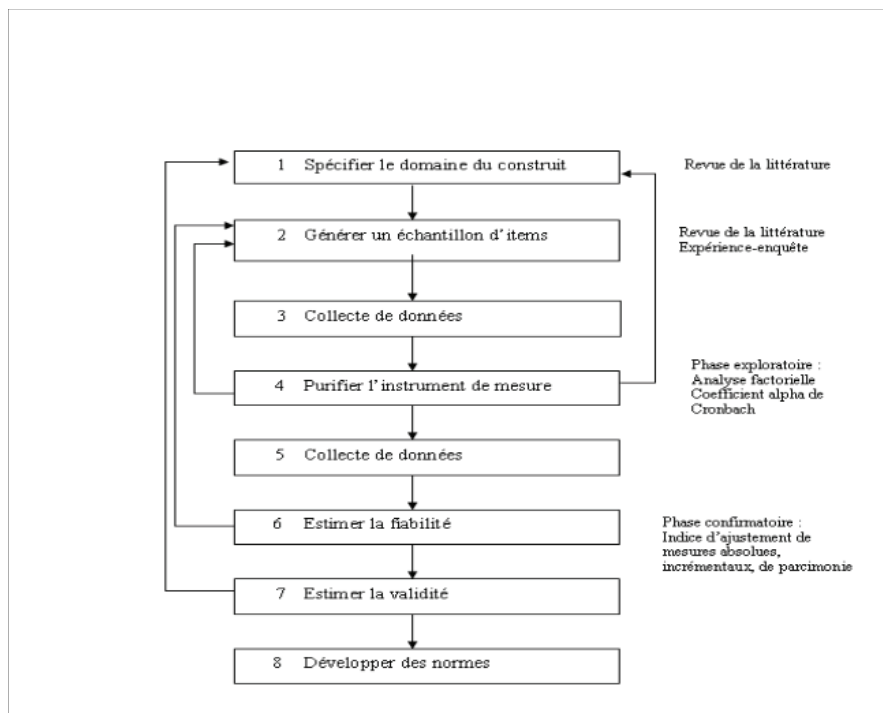 1 Spécifier le domaine du construit
Revue de la littérature
2 Générer un échantillon d'items
Revue de la littérature
Expérience-enquête
3 Collecte de données
4 Purifier l'instrument de mesure
Phase exploratoire :
Analyse factorielle
Coefficient alpha de
Cronbach
5 Collecte de données
6 Estimer la fiabilité
Phase confirmatoire :
Indice d'ajustement de
mesures absolues,
incrémentaux, de parcimonie
7 Estimer la validité
8 Développer des normes